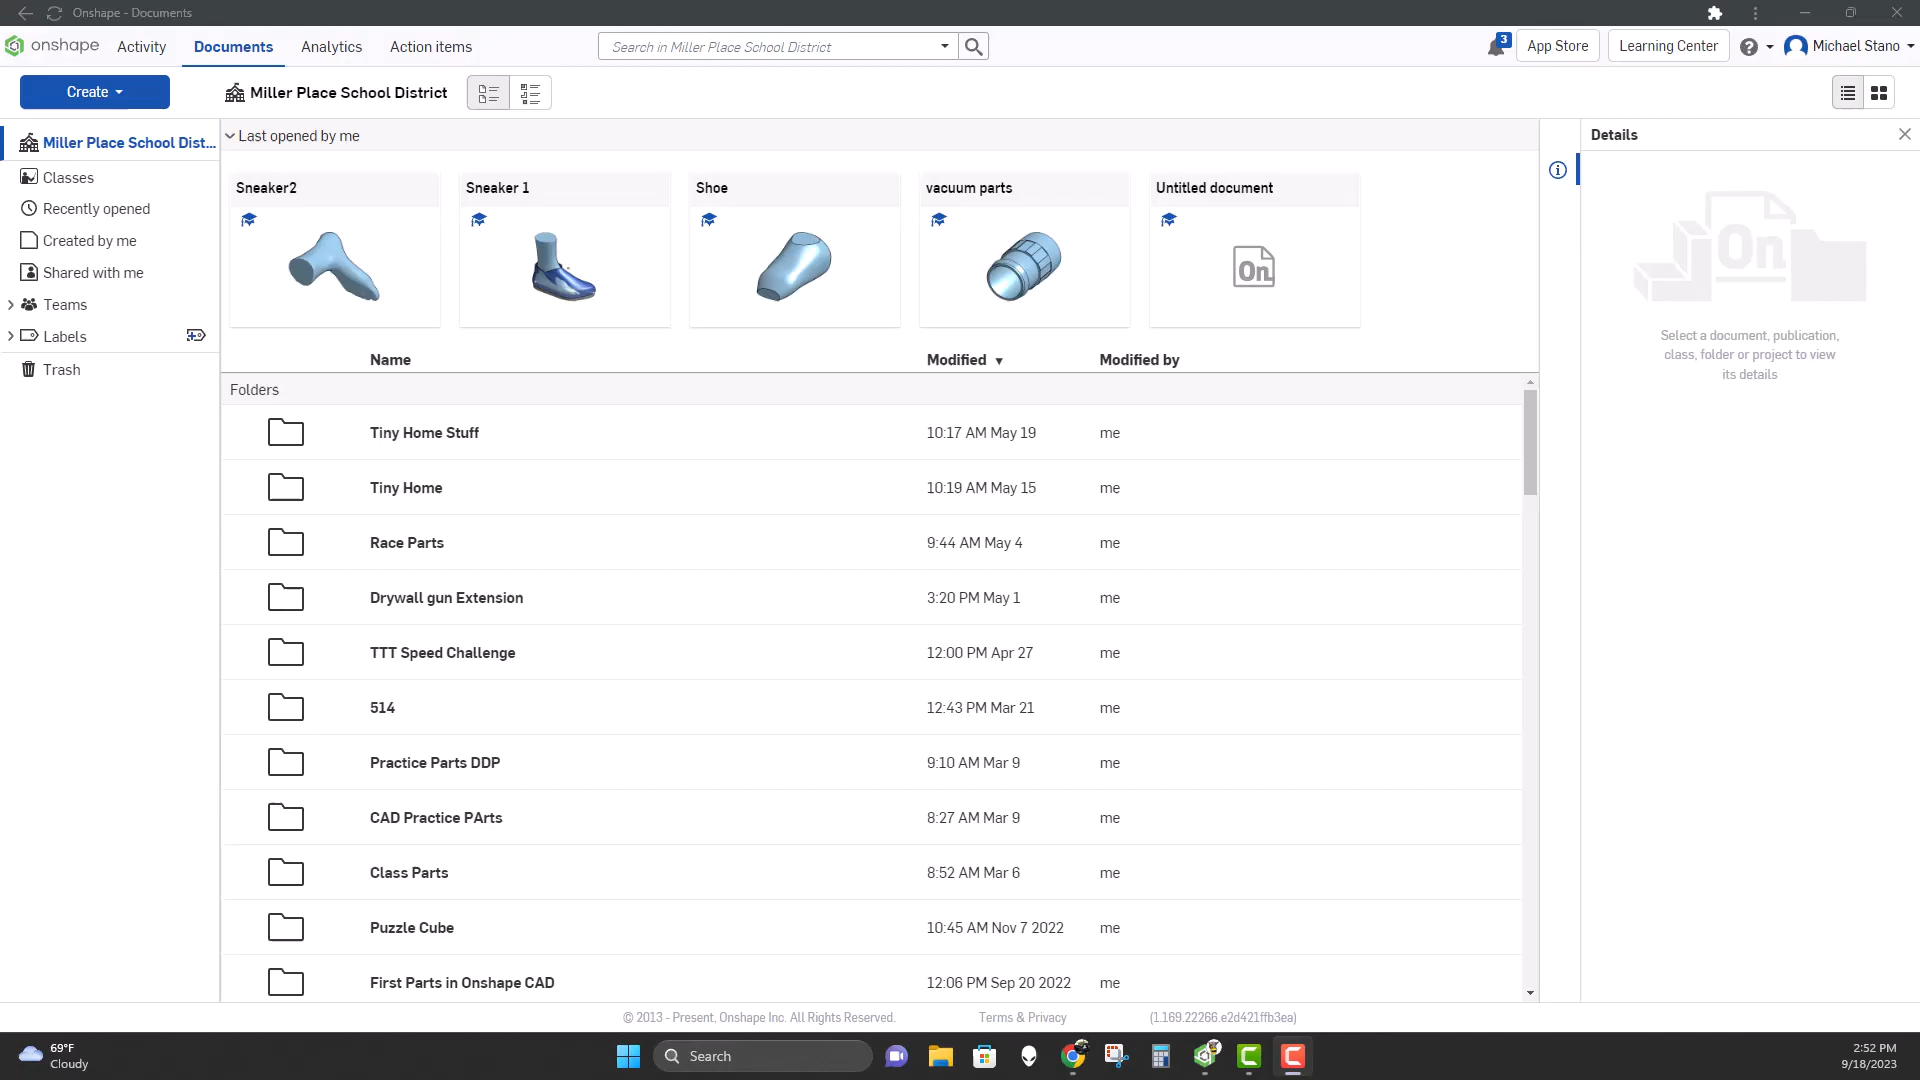 Onshape - Documents
onshape
Activity
Documents
Analytics
Action items
Search in Miller Place School District
3
App Store
Learning Center
?
Michael Stano
Create
Miller Place School District
Miller Place School Dist...
Classes
Recently opened
Created by me
Shared with me
Teams
Labels
Trash
Last opened by me
Sneaker2
Sneaker 1
Shoe
vacuum parts
Untitled document
On
Name
Modified
Modified by
Folders
Tiny Home Stuff
10:17 AM May 19
me
Tiny Home
10:19 AM May 15
me
Race Parts
9:44 AM May 4
me
Drywall gun Extension
3:20 PM May 1
me
TTT Speed Challenge
12:00 PM Apr 27
me
514
12:43 PM Mar 21
me
Practice Parts DDP
9:10 AM Mar 9
me
CAD Practice PArts
8:27 AM Mar 9
me
Class Parts
8:52 AM Mar 6
me
Puzzle Cube
10:45 AM Nov 7 2022
me
First Parts in Onshape CAD
12:06 PM Sep 20 2022
me
Details
On
Select a document, publication,
class, folder or project to view
its details
© 2013 - Present, Onshape Inc. All Rights Reserved.
Terms & Privacy
(1.169.22266.e2d421ffb3ea)
69°F
Cloudy
Search
2:52 PM
9/18/2023